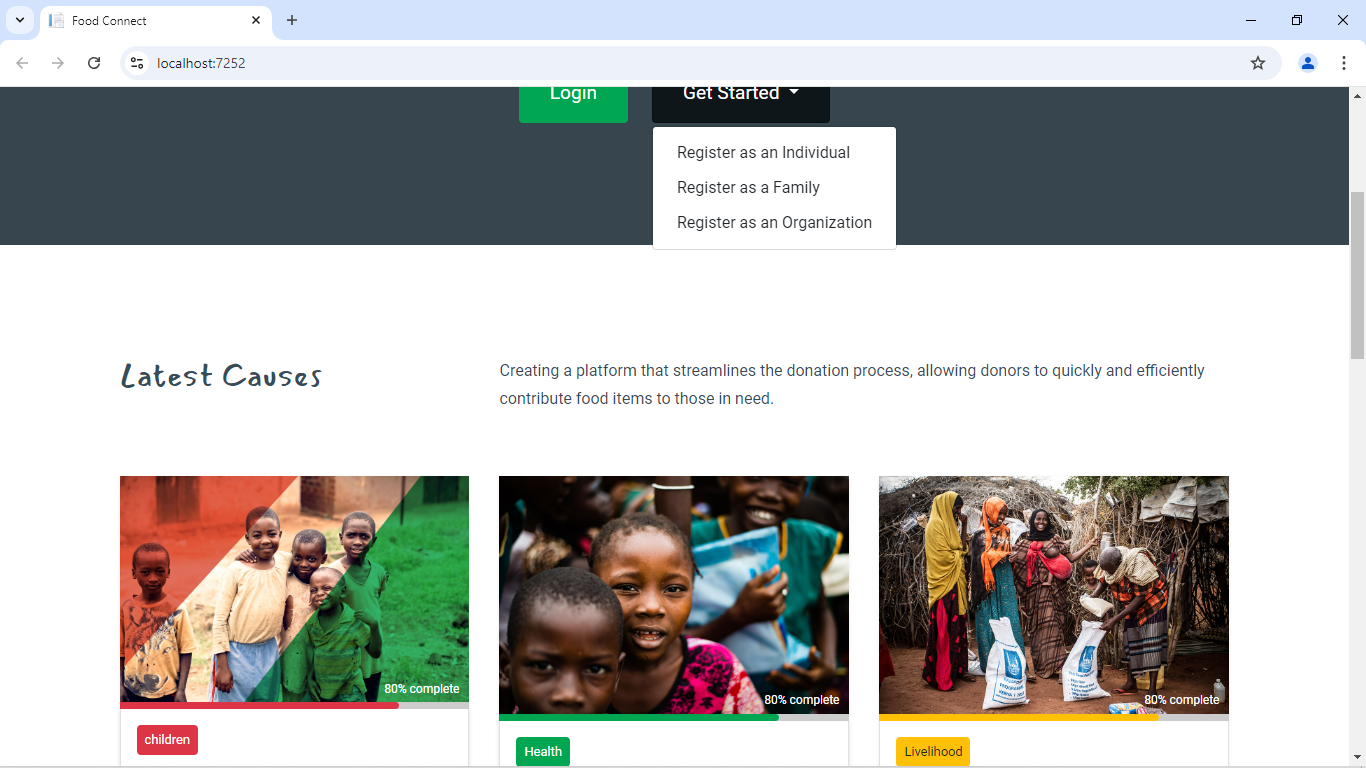 Food Connect
localhost:7252
Login
Get Started
Register as an Individual
Register as a Family
Register as an Organization
Latest Causes
Creating a platform that streamlines the donation process, allowing donors to quickly and efficiently
contribute food items to those in need.
80% complete
80% complete
80% complete
children
Health
Livelihood